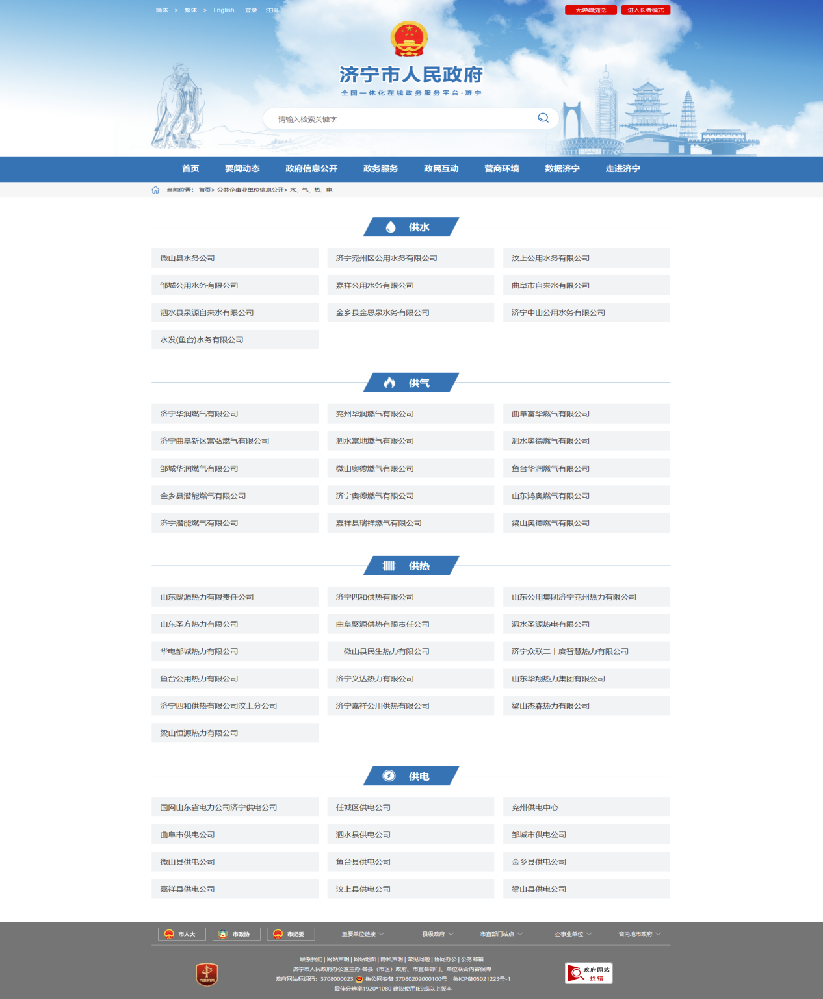 简体 > 繁体 > English 登录 注册 无障碍浏览 进入长者模式
济宁市人民政府
全国一体化在线政务服务平台·济宁
请输入检索关键字
首页 要闻动态 政府信息公开 政务服务 政民互动 营商环境 数据济宁 走进济宁
当前位置： 首页> 公共企事业单位信息公开> 水、气、热、电
供水
微山县水务公司 济宁兖州区公用水务有限公司 汶上公用水务有限公司
邹城公用水务有限公司 嘉祥公用水务有限公司 曲阜市自来水有限公司
泗水县泉源自来水有限公司 金乡县金思泉水务有限公司 济宁中山公用水务有限公司
水发(鱼台)水务有限公司
供气
济宁华润燃气有限公司 兖州华润燃气有限公司 曲阜富华燃气有限公司
济宁曲阜新区富弘燃气有限公司 泗水富地燃气有限公司 泗水奥德燃气有限公司
邹城华润燃气有限公司 微山奥德燃气有限公司 鱼台华润燃气有限公司
金乡县潜能燃气有限公司 济宁奥德燃气有限公司 山东鸿奥燃气有限公司
济宁潜能燃气有限公司 嘉祥县瑞祥燃气有限公司 梁山奥德燃气有限公司
供热
山东聚源热力有限责任公司 济宁四和供热有限公司 山东公用集团济宁兖州热力有限公司
山东圣方热力有限公司 曲阜聚源供热有限责任公司 泗水圣源热电有限公司
华电邹城热力有限公司 微山县民生热力有限公司 济宁众联二十度智慧热力有限公司
鱼台公用热力有限公司 济宁义达热力有限公司 山东华翔热力集团有限公司
济宁四和供热有限公司汶上分公司 济宁嘉祥公用供热有限公司 梁山杰森热力有限公司
梁山恒源热力有限公司
供电
国网山东省电力公司济宁供电公司 任城区供电公司 兖州供电中心
曲阜市供电公司 泗水县供电公司 邹城市供电公司
微山县供电公司 鱼台县供电公司 金乡县供电公司
嘉祥县供电公司 汶上县供电公司 梁山县供电公司
市人大 市政协 市纪委 重要单位链接 县级政府 市直部门站点 企事业单位 省内地市政府
联系我们 | 网站声明 | 网站地图 | 隐私声明 | 常见问题 | 协同办公 | 公务邮箱
济宁市人民政府办公室主办 各县（市区）政府、市直各部门、单位联合内容保障
政府网站标识码：3708000023 鲁公网安备 37080202000100号 鲁ICP备05021223号-1
最佳分辨率1920*1080 建议使用IE9或以上版本
党政机关
政府网站
找错